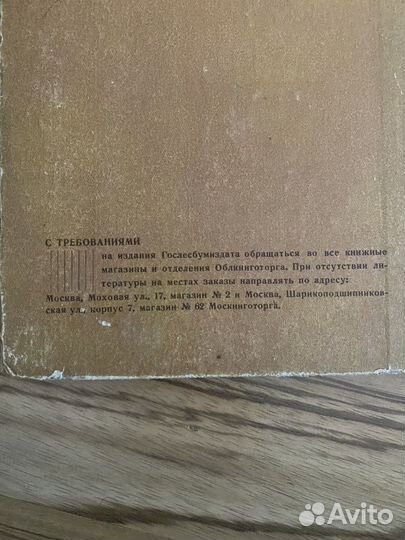 С ТРЕБОВАНИЯМИ
на издания Гослесбумиздата обращаться во все книжные
магазины и отделения Облкниготорга. При отсутствии ли-
тературы на местах заказы направлять по адресу:
Москва, Моховая ул., 17, магазин № 2 и Москва, Шарикоподшипников-
ская ул., корпус 7, магазин № 62 Москниготорга.
Avito